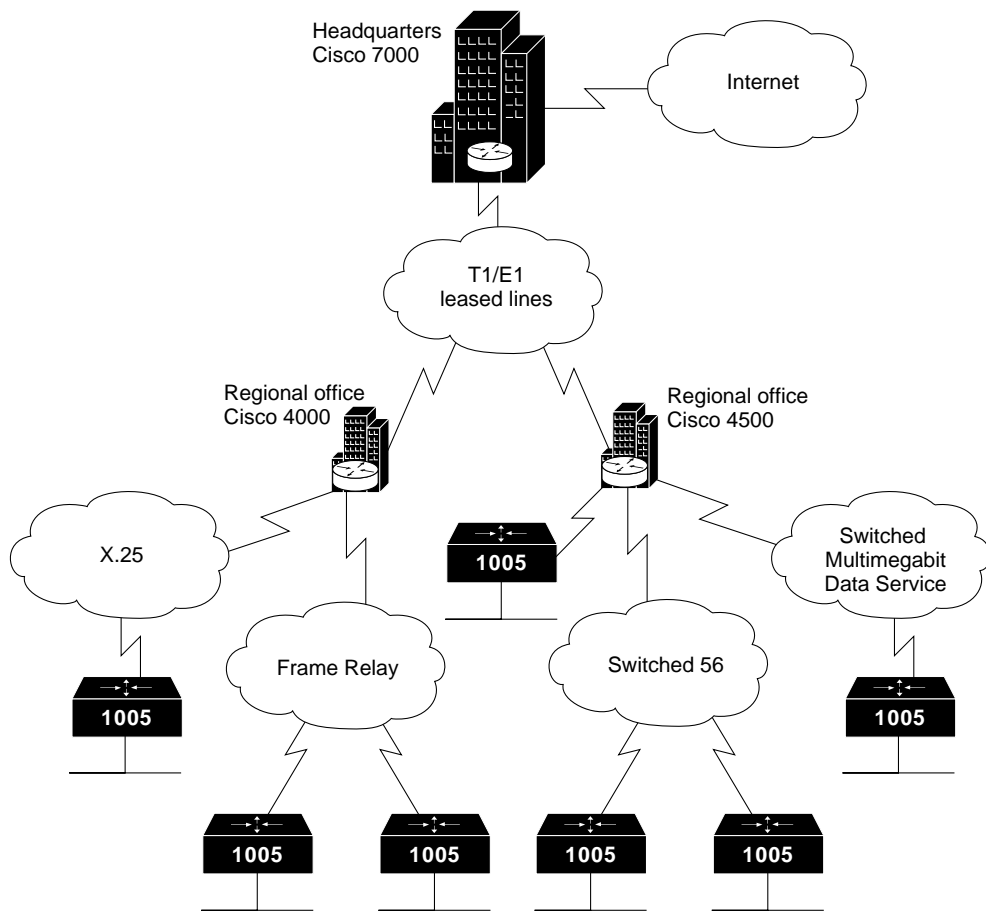 Headquarters
Cisco 7000
Internet
T1/E1
leased lines
Regional office
Cisco 4000
Regional office
Cisco 4500
X.25
1005
Switched
Multimegabit
Data Service
Frame Relay
Switched 56
1005
1005
1005
1005
1005
1005